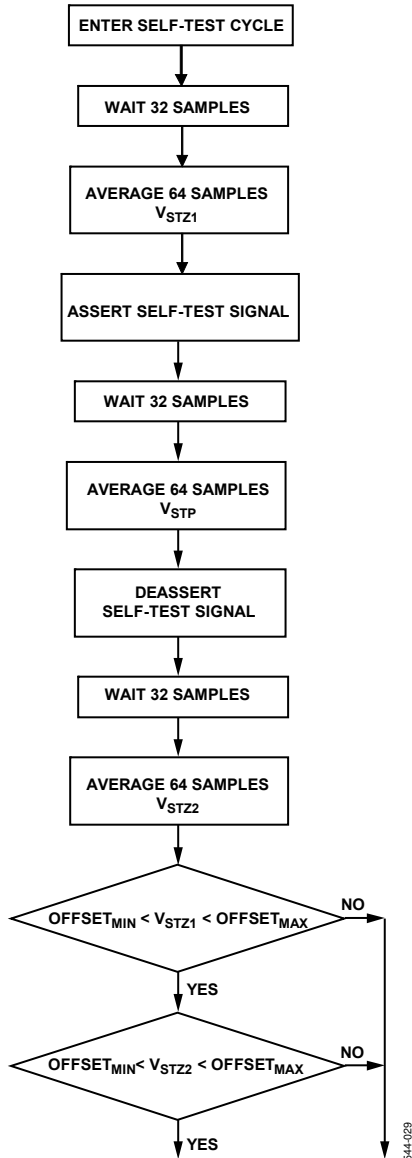 ENTER SELF-TEST CYCLE
WAIT 32 SAMPLES
AVERAGE 64 SAMPLES
VSTZ1
ASSERT SELF-TEST SIGNAL
WAIT 32 SAMPLES
AVERAGE 64 SAMPLES
VSTP
DEASSERT
SELF-TEST SIGNAL
WAIT 32 SAMPLES
AVERAGE 64 SAMPLES
VSTZ2
OFFSETMIN < VSTZ1 < OFFSETMAX
NO
YES
OFFSETMIN< VSTZ2 < OFFSETMAX
NO
YES
544-029